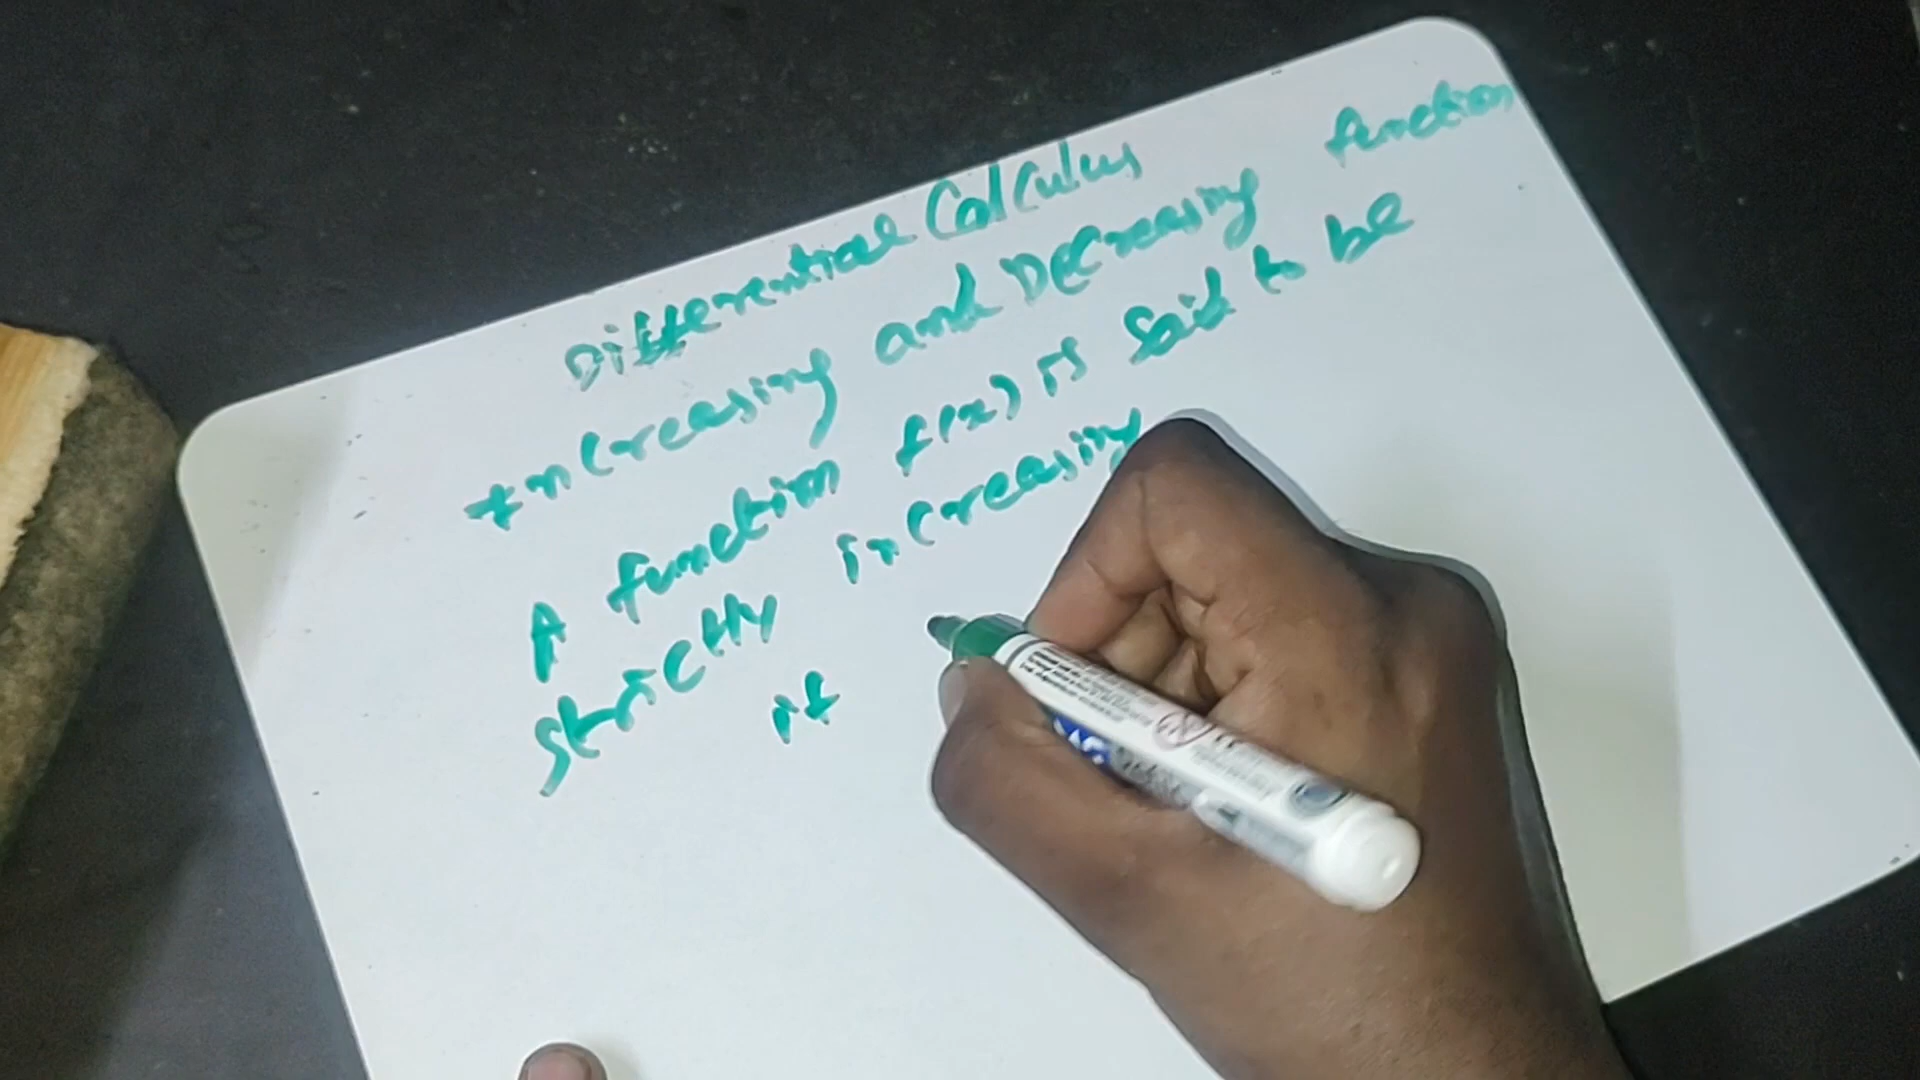 Differential Calculus
Increasing and Decreasing function
A function f(x) is said to be
strictly increasing
if